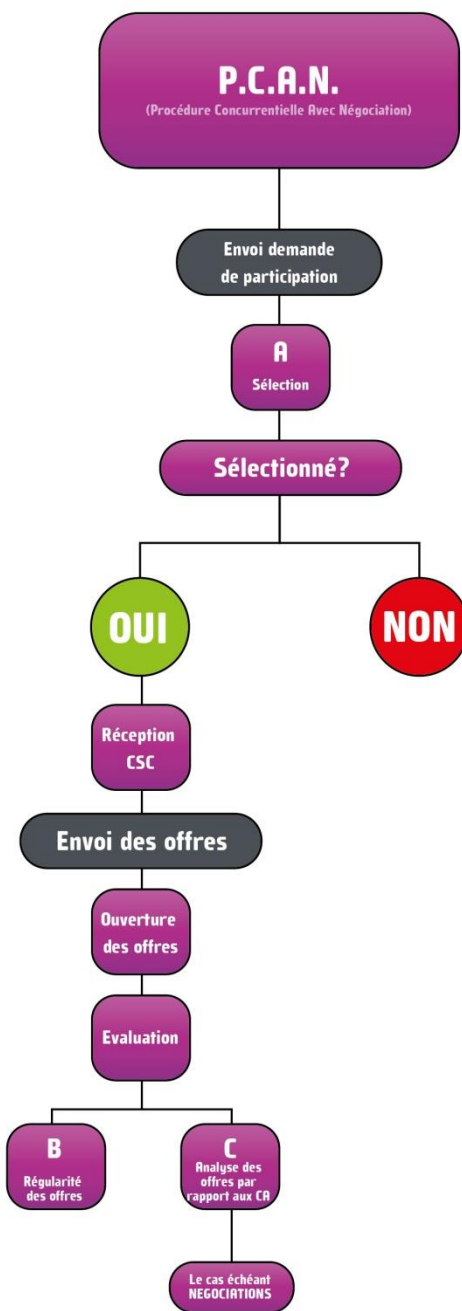 P.C.A.N.
(Procédure Concurrentielle Avec Négociation)
Envoi demande
de participation
A
Sélection
Sélectionné?
OUI
NON
Réception
CSC
Envoi des offres
Ouverture
des offres
Evaluation
B
Régularité
des offres
C
Analyse des
offres par
rapport aux CA
Le cas échéant
NEGOCIATIONS